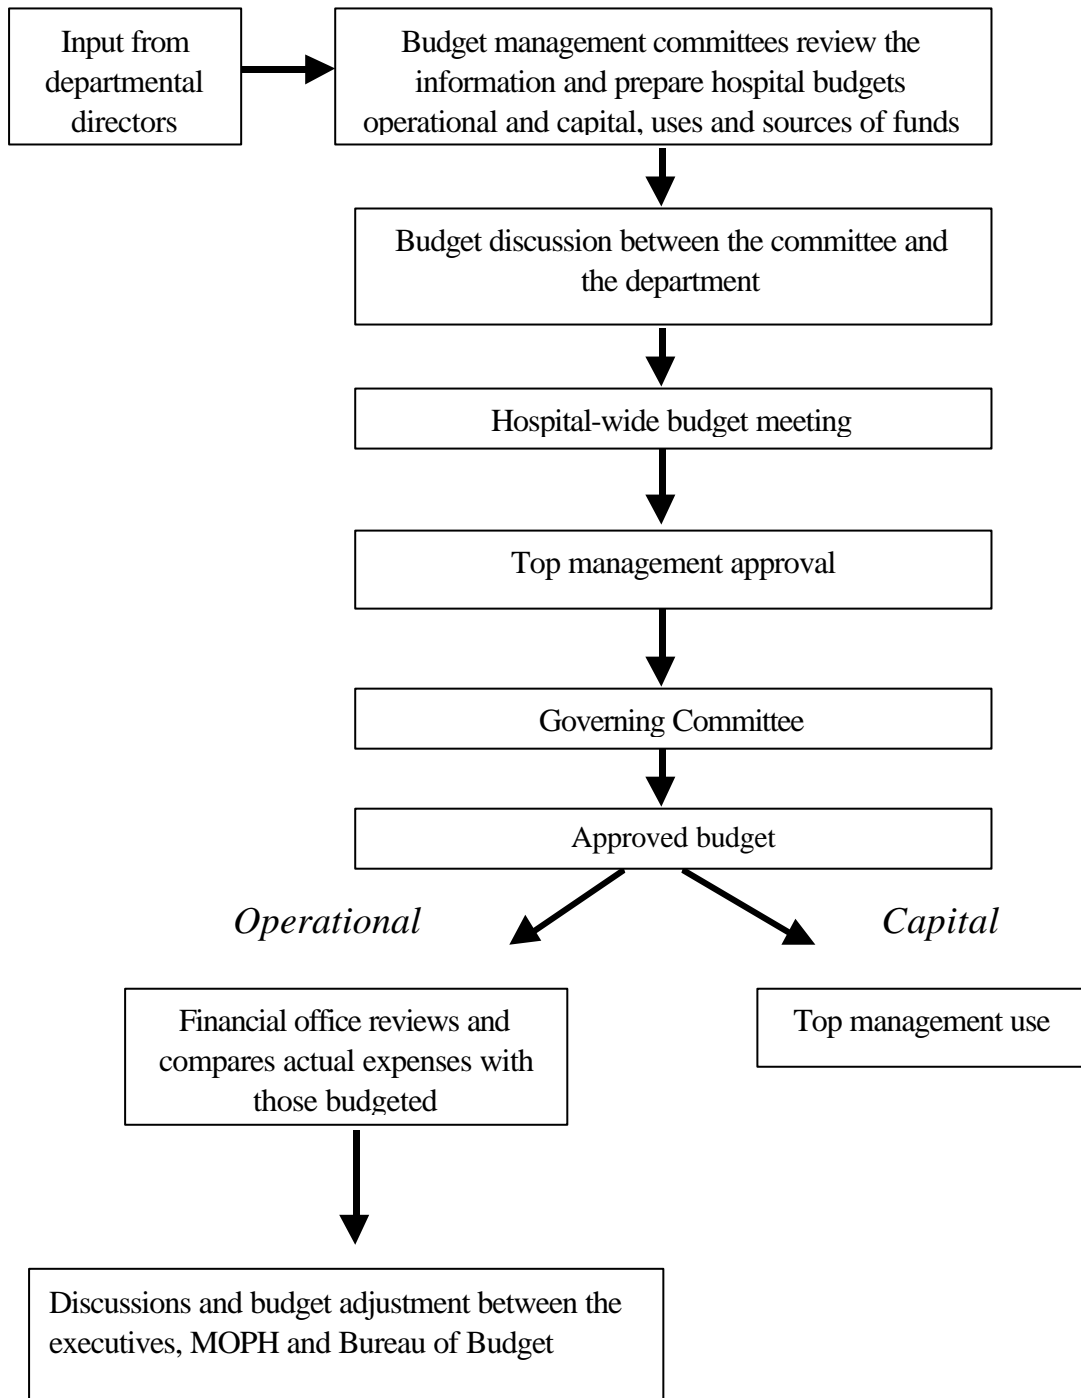 Input from
departmental
directors
Budget management committees review the
information and prepare hospital budgets
operational and capital, uses and sources of funds
Budget discussion between the committee and
the department
Hospital-wide budget meeting
Top management approval
Governing Committee
Approved budget
Operational
Capital
Financial office reviews and
compares actual expenses with
those budgeted
Top management use
Discussions and budget adjustment between the
executives, MOPH and Bureau of Budget